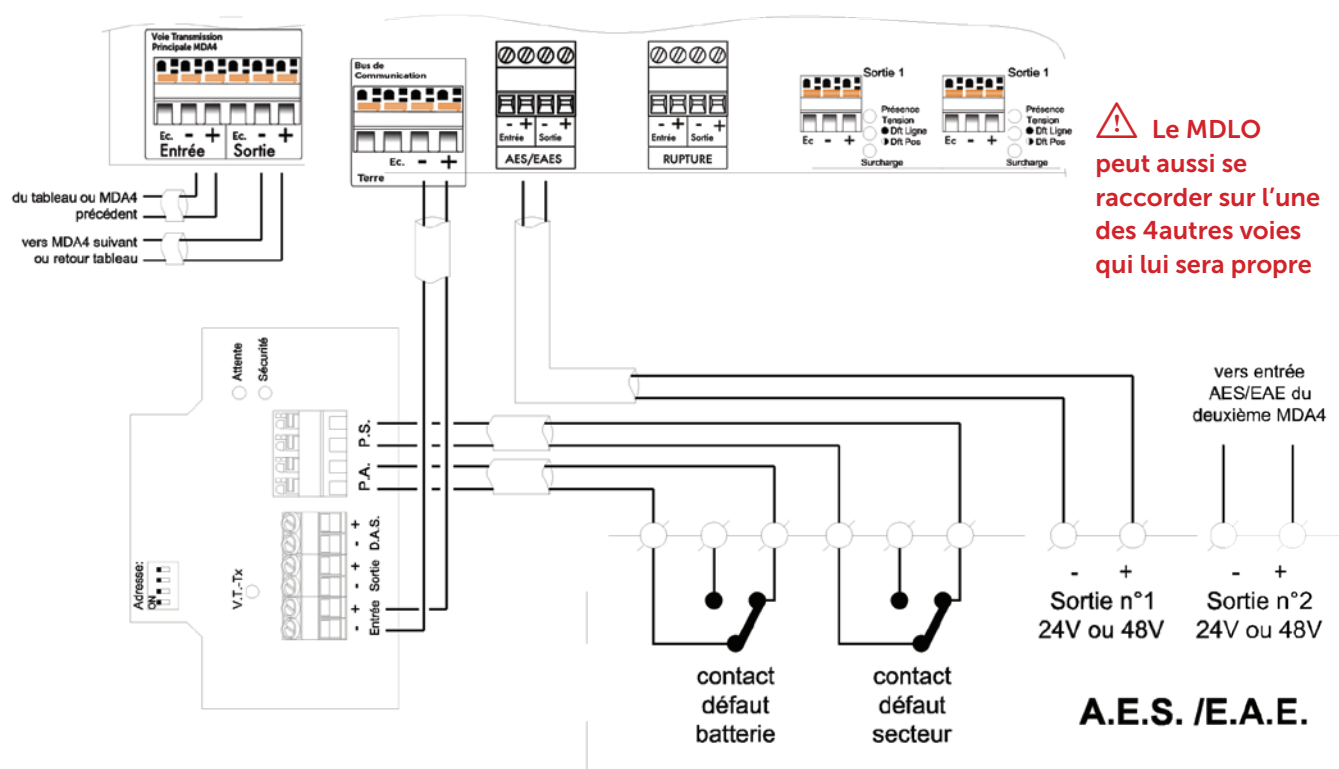 Voie Transmission
Principale MDA4
Ec. - + Ec. - +
Entrée Sortie
du tableau ou MDA4
précédent
vers MDA4 suivant
ou retour tableau
Bus de
Communication
Ec. - +
Terre
- + - +
Entrée Sortie
AES/EAES
- + - +
Entrée Sortie
RUPTURE
Sortie 1
Présence
Tension
Dft Ligne
Dft Pos
Ec - +
Surcharge
Sortie 1
Présence
Tension
Dft Ligne
Dft Pos
Ec - +
Surcharge
⚠ Le MDLO
peut aussi se
raccorder sur l'une
des 4autres voies
qui lui sera propre
Attente
Sécurité
P.S.
P.A.
+ - D.A.S.
+ - Sortie
+ - Entrée
V.T.-Tx
Adresse:
ON
vers entrée
AES/EAE du
deuxième MDA4
- +
Sortie n°1
24V ou 48V
- +
Sortie n°2
24V ou 48V
contact
défaut
batterie
contact
défaut
secteur
A.E.S. /E.A.E.